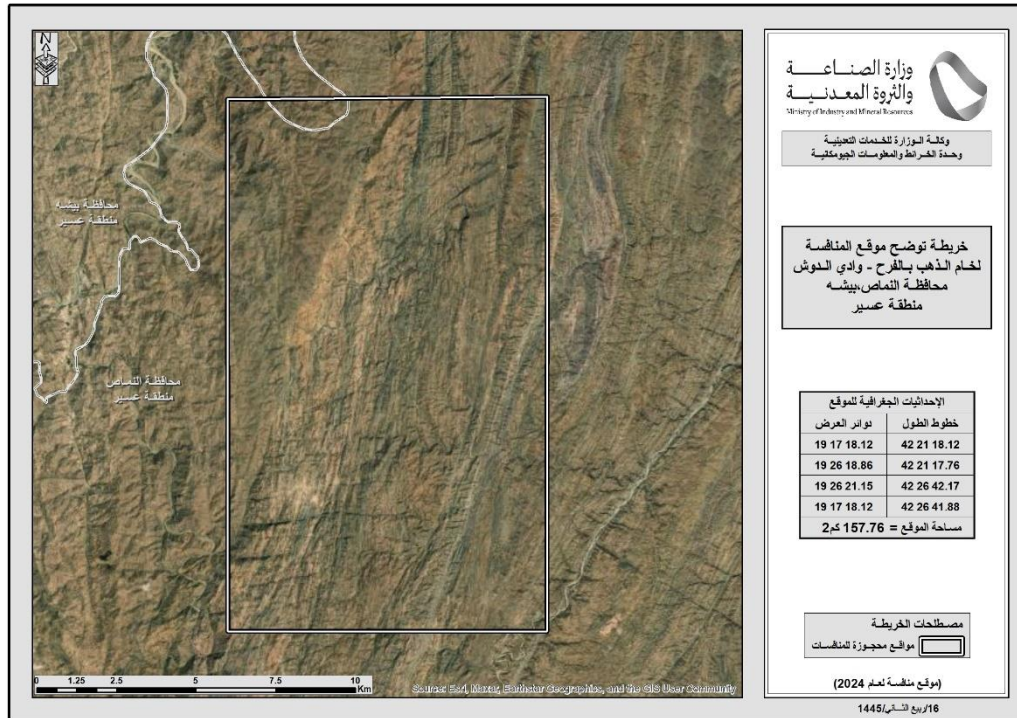 N
محافظة بيشه
منطقة عسير
محافظة النماص
منطقة عسير
0 1.25 2.5 5 7.5 10
Km
Source: Esri, Maxar, Earthstar Geographics, and the GIS User Community
وزارة الصناعة
والثروة المعدنية
Ministry of Industry and Mineral Resources
وكالة الوزارة للخدمات التعدينية
وحدة الخرائط والمعلومات الجيومكانية
خريطة توضح موقع المنافسة
لخام الذهب بالفرح - وادي الدوش
محافظة النماص،بيشه
منطقة عسير
الإحداثيات الجغرافية للموقع
خطوط الطول دوائر العرض
42 21 18.12 19 17 18.12
42 21 17.76 19 26 18.86
42 26 42.17 19 26 21.15
42 26 41.88 19 17 18.12
مساحة الموقع = 157.76 كم2
مصطلحات الخريطة
مواقع محجوزة للمنافسات
(موقع منافسة لعام 2024)
16/ربيع الثاني/1445